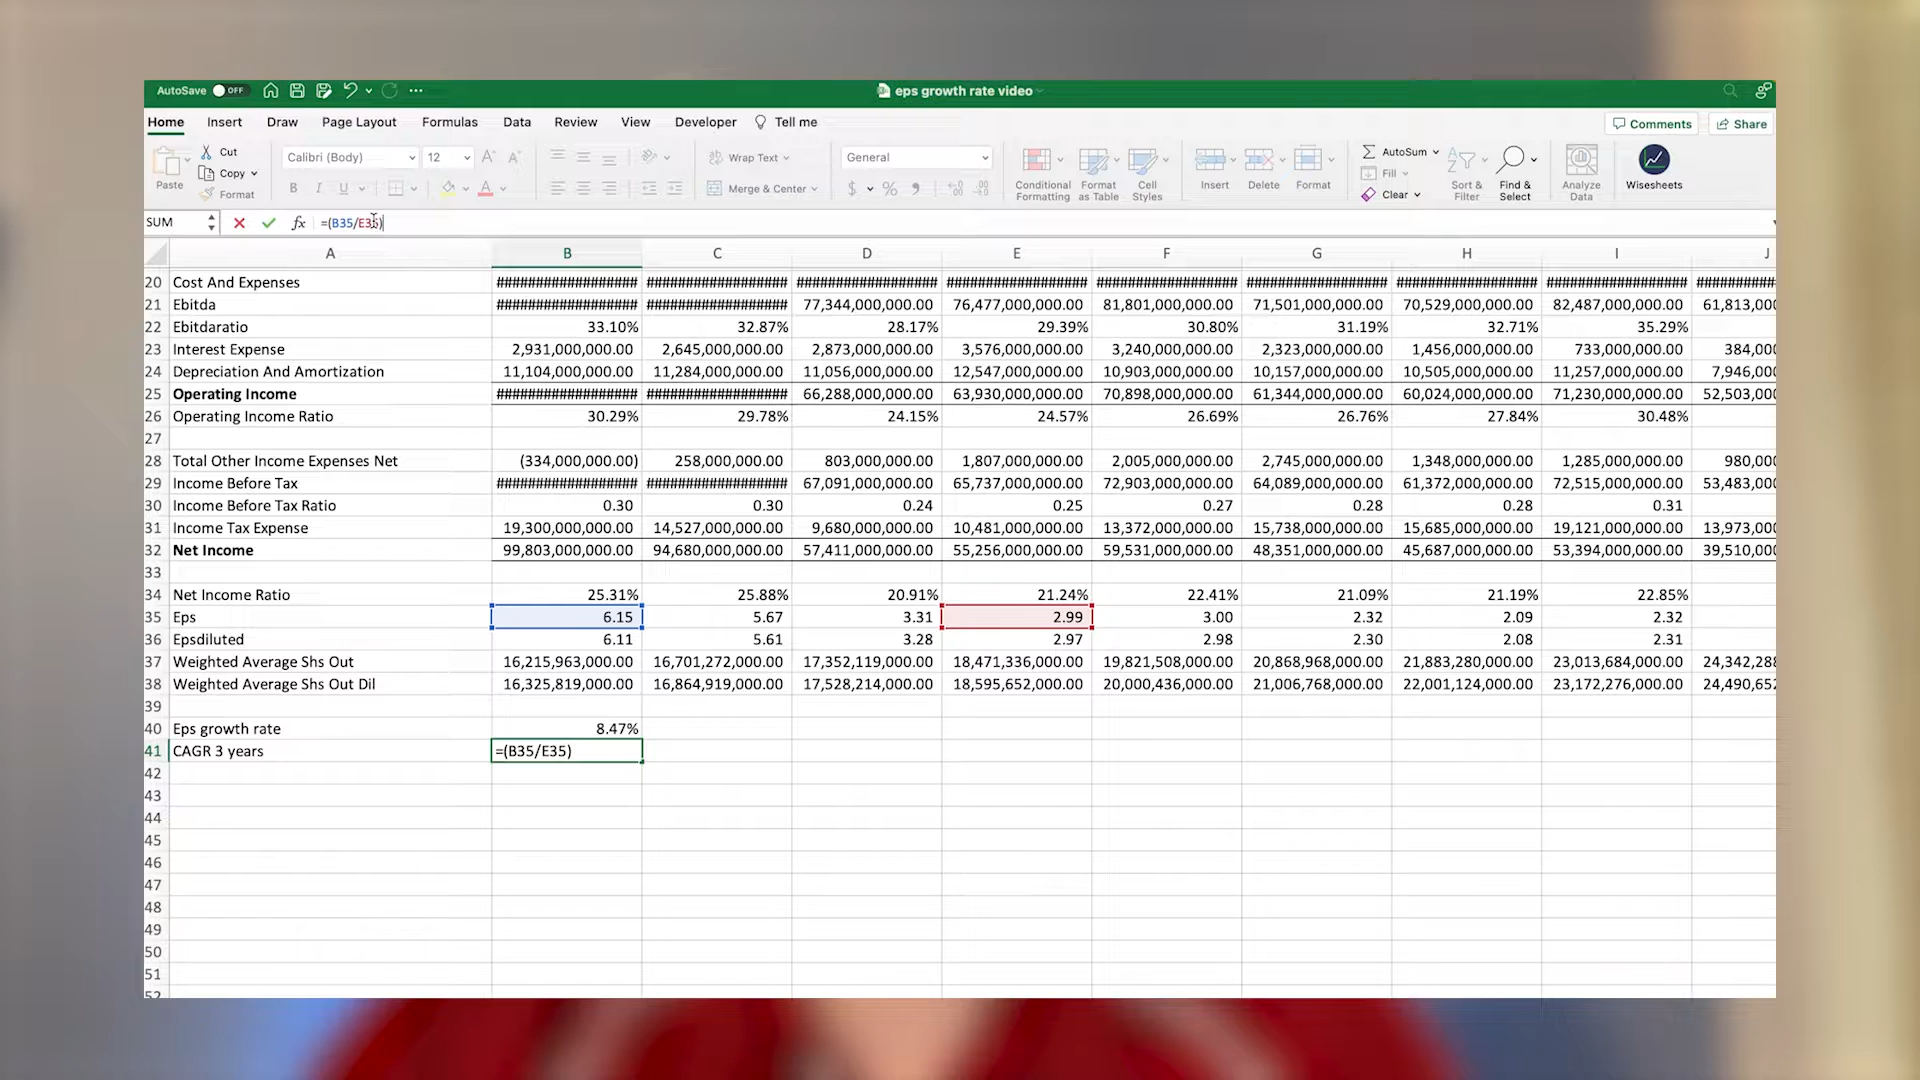 AutoSave OFF eps growth rate video
Home Insert Draw Page Layout Formulas Data Review View Developer Tell me Comments Share
Paste Cut Copy Format
Calibri (Body) 12
B I U A
Wrap Text
Merge & Center
General
$ %
Conditional Formatting
Format as Table
Cell Styles
Insert Delete Format
AutoSum
Fill
Clear
Sort & Filter
Find & Select
Analyze Data
Wisesheets
SUM fx =(B35/E35)
A B C D E F G H I J
20 Cost And Expenses ################## ################## ################## ################## ################## ################## ################## ##################
21 Ebitda ################## ################## 77,344,000,000.00 76,477,000,000.00 81,801,000,000.00 71,501,000,000.00 70,529,000,000.00 82,487,000,000.00 61,813,000
22 Ebitdaratio 33.10% 32.87% 28.17% 29.39% 30.80% 31.19% 32.71% 35.29%
23 Interest Expense 2,931,000,000.00 2,645,000,000.00 2,873,000,000.00 3,576,000,000.00 3,240,000,000.00 2,323,000,000.00 1,456,000,000.00 733,000,000.00 384,000
24 Depreciation And Amortization 11,104,000,000.00 11,284,000,000.00 11,056,000,000.00 12,547,000,000.00 10,903,000,000.00 10,157,000,000.00 10,505,000,000.00 11,257,000,000.00 7,946,000
25 Operating Income ################## ################## 66,288,000,000.00 63,930,000,000.00 70,898,000,000.00 61,344,000,000.00 60,024,000,000.00 71,230,000,000.00 52,503,000
26 Operating Income Ratio 30.29% 29.78% 24.15% 24.57% 26.69% 26.76% 27.84% 30.48%
27
28 Total Other Income Expenses Net (334,000,000.00) 258,000,000.00 803,000,000.00 1,807,000,000.00 2,005,000,000.00 2,745,000,000.00 1,348,000,000.00 1,285,000,000.00 980,000
29 Income Before Tax ################## ################## 67,091,000,000.00 65,737,000,000.00 72,903,000,000.00 64,089,000,000.00 61,372,000,000.00 72,515,000,000.00 53,483,000
30 Income Before Tax Ratio 0.30 0.30 0.24 0.25 0.27 0.28 0.28 0.31
31 Income Tax Expense 19,300,000,000.00 14,527,000,000.00 9,680,000,000.00 10,481,000,000.00 13,372,000,000.00 15,738,000,000.00 15,685,000,000.00 19,121,000,000.00 13,973,000
32 Net Income 99,803,000,000.00 94,680,000,000.00 57,411,000,000.00 55,256,000,000.00 59,531,000,000.00 48,351,000,000.00 45,687,000,000.00 53,394,000,000.00 39,510,000
33
34 Net Income Ratio 25.31% 25.88% 20.91% 21.24% 22.41% 21.09% 21.19% 22.85%
35 Eps 6.15 5.67 3.31 2.99 3.00 2.32 2.09 2.32
36 Epsdiluted 6.11 5.61 3.28 2.97 2.98 2.30 2.08 2.31
37 Weighted Average Shs Out 16,215,963,000.00 16,701,272,000.00 17,352,119,000.00 18,471,336,000.00 19,821,508,000.00 20,868,968,000.00 21,883,280,000.00 23,013,684,000.00 24,342,288
38 Weighted Average Shs Out Dil 16,325,819,000.00 16,864,919,000.00 17,528,214,000.00 18,595,652,000.00 20,000,436,000.00 21,006,768,000.00 22,001,124,000.00 23,172,276,000.00 24,490,652
39
40 Eps growth rate 8.47%
41 CAGR 3 years =(B35/E35)
42
43
44
45
46
47
48
49
50
51
52